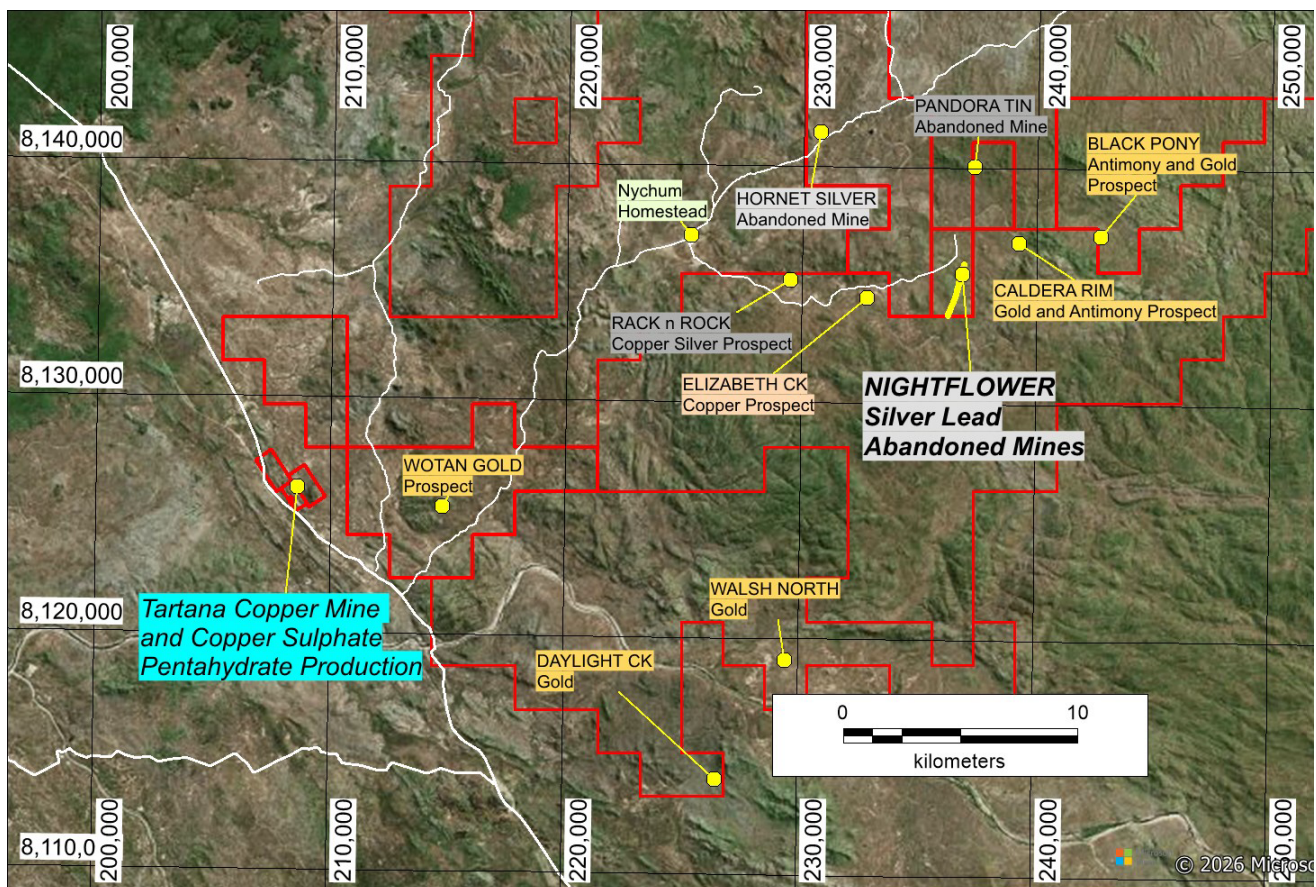 200,000
210,000
220,000
230,000
240,000
250,000
8,140,000
PANDORA TIN
Abandoned Mine
BLACK PONY
Antimony and Gold
Prospect
Nychum
Homestead
HORNET SILVER
Abandoned Mine
CALDERA RIM
Gold and Antimony Prospect
RACK n ROCK
Copper Silver Prospect
8,130,000
ELIZABETH CK
Copper Prospect
NIGHTFLOWER
Silver Lead
Abandoned Mines
WOTAN GOLD
Prospect
8,120,000
Tartana Copper Mine
and Copper Sulphate
Pentahydrate Production
WALSH NORTH
Gold
DAYLIGHT CK
Gold
0 10
kilometers
8,110,0
200,000
210,000
220,000
230,000
240,000
© 2026